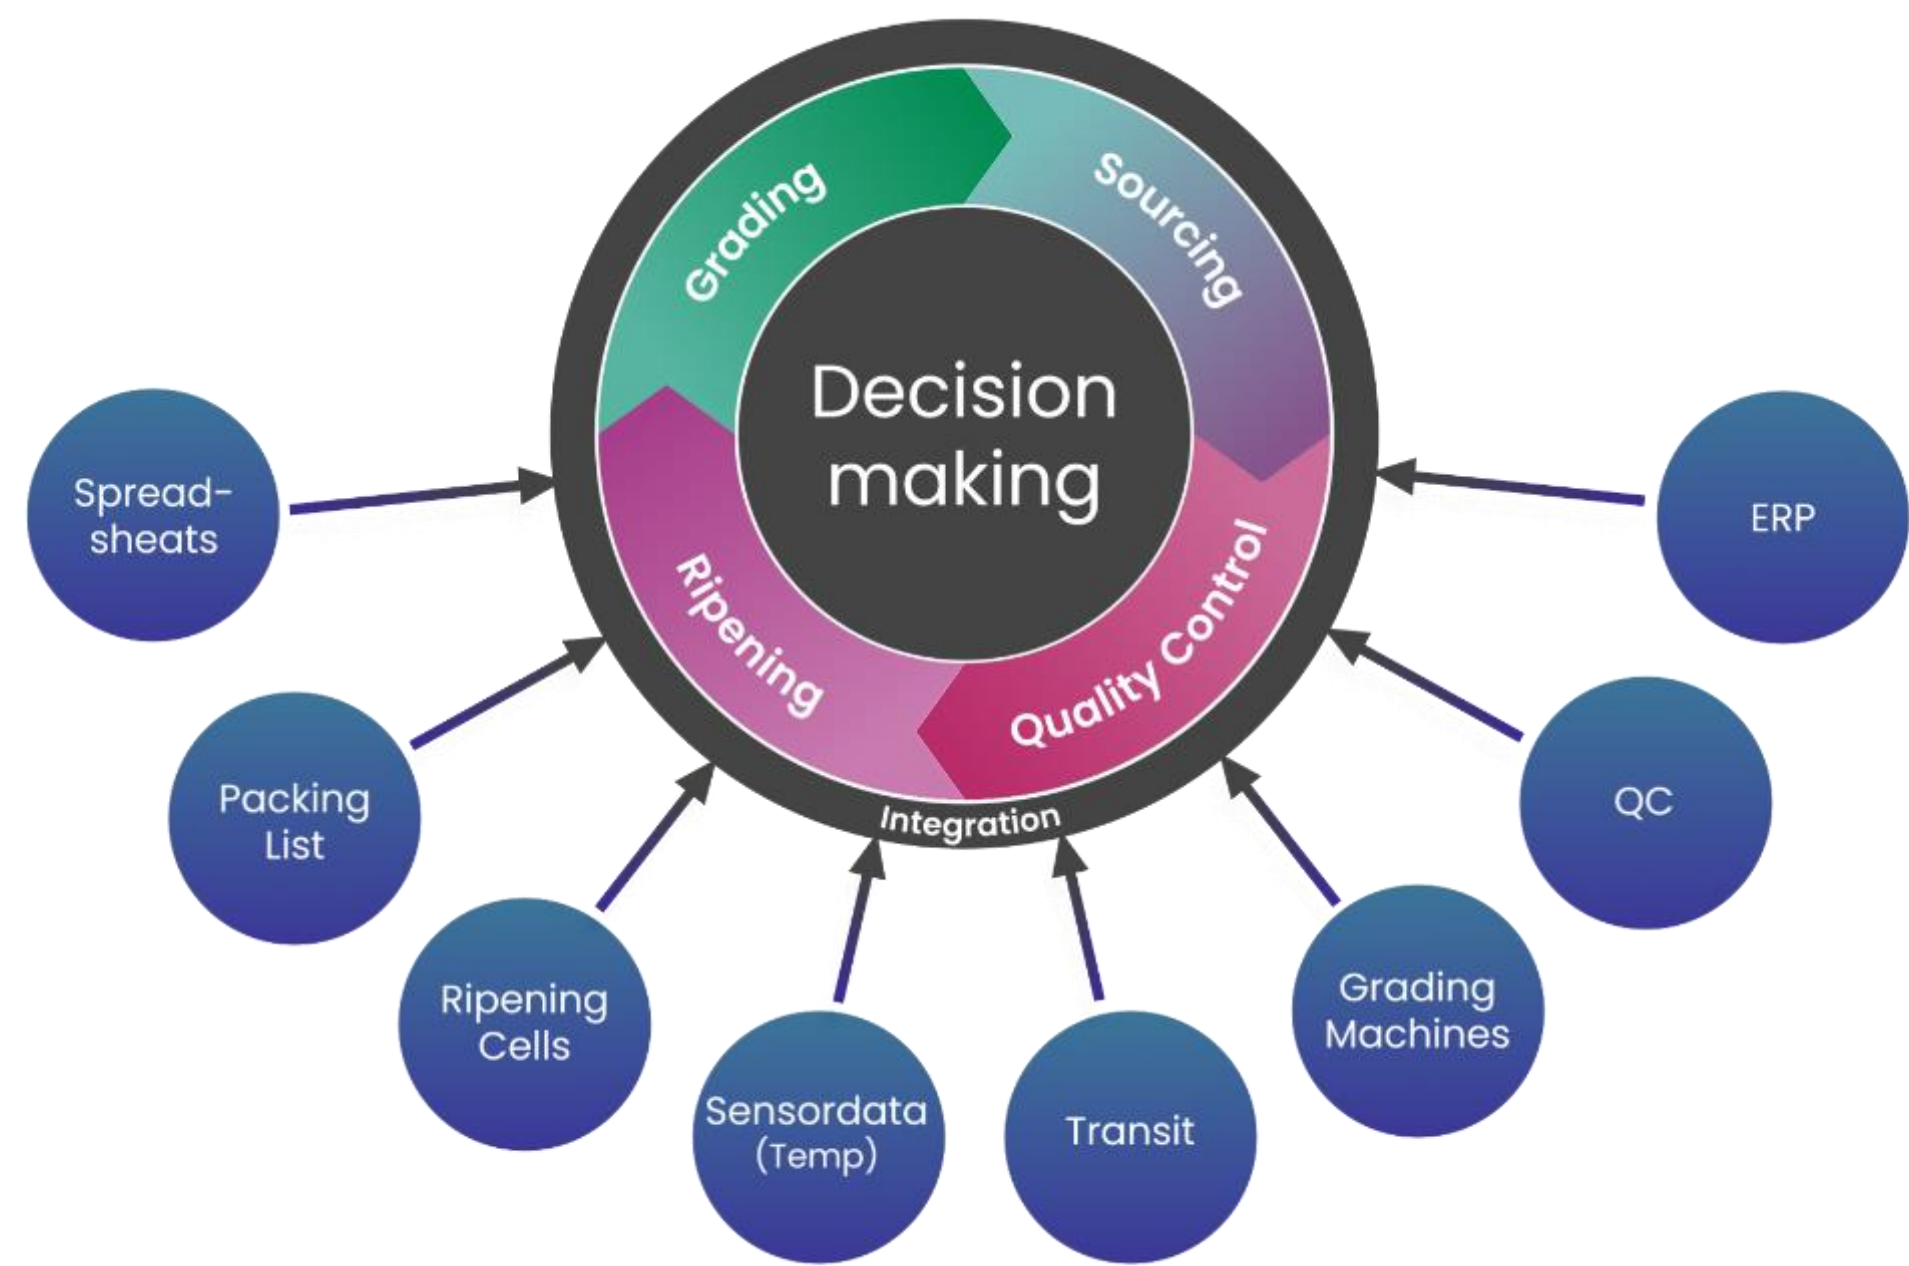 Grading
Sourcing
Decision
making
Ripening
Quality Control
Integration
Spread-
sheats
Packing
List
Ripening
Cells
Sensordata
(Temp)
Transit
Grading
Machines
QC
ERP